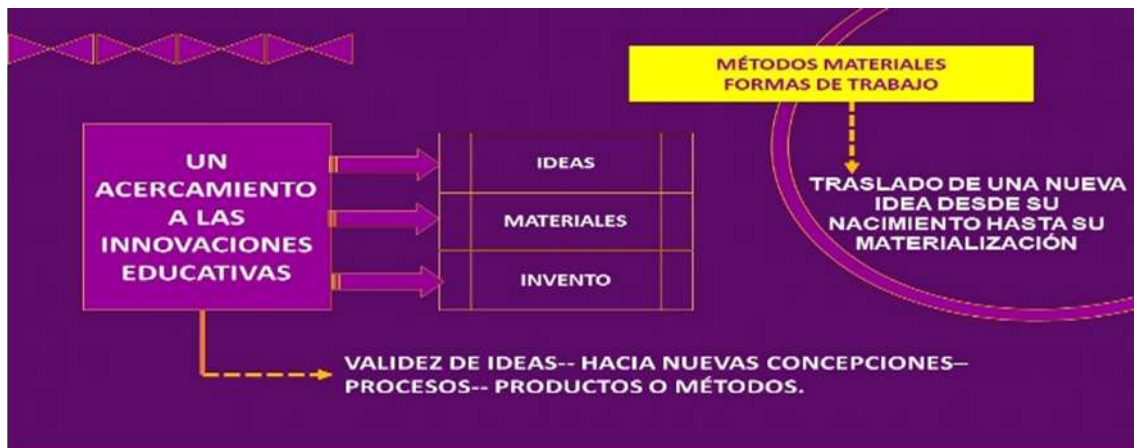 MÉTODOS MATERIALES
FORMAS DE TRABAJO
UN
ACERCAMIENTO
A LAS
INNOVACIONES
EDUCATIVAS
IDEAS
MATERIALES
INVENTO
TRASLADO DE UNA NUEVA
IDEA DESDE SU
NACIMIENTO HASTA SU
MATERIALIZACIÓN
VALIDEZ DE IDEAS-- HACIA NUEVAS CONCEPCIONES–
PROCESOS-- PRODUCTOS O MÉTODOS.